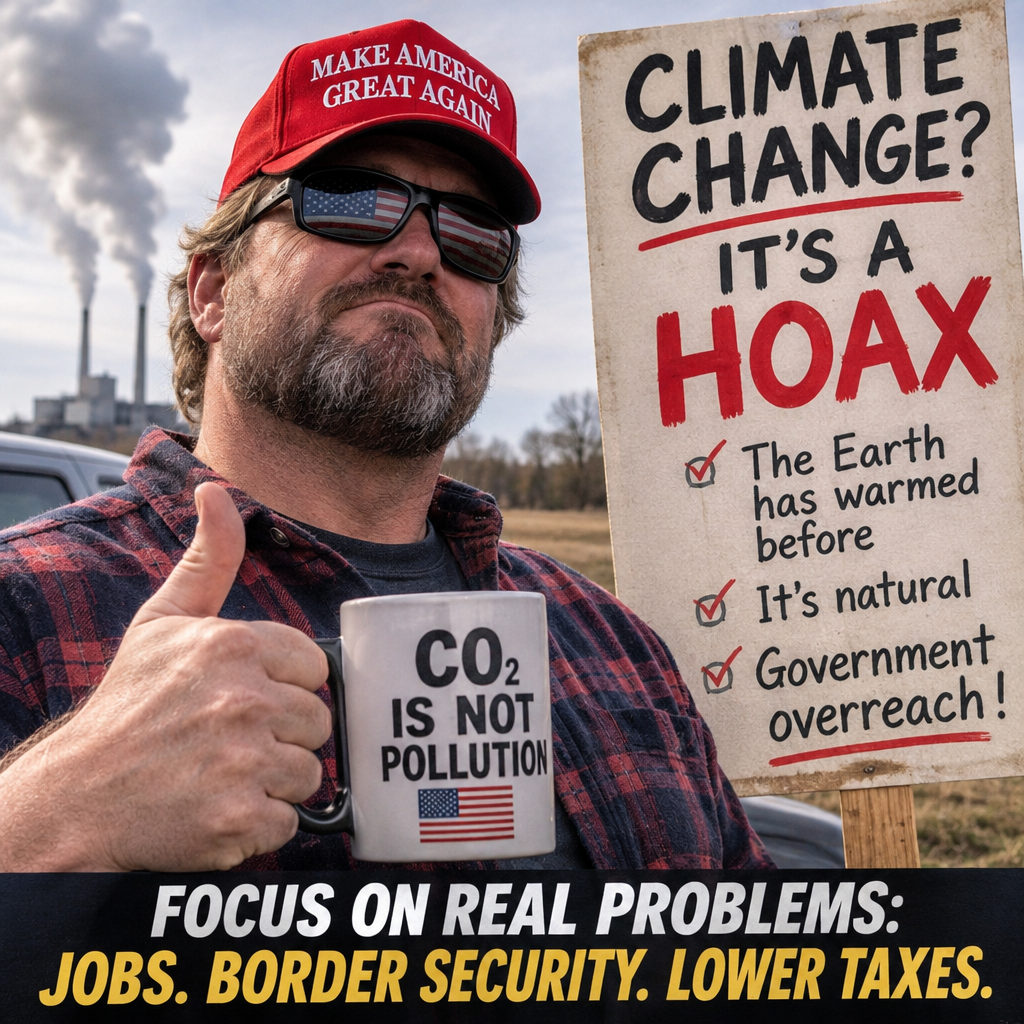 MAKE AMERICA
GREAT AGAIN
CLIMATE
CHANGE?
IT'S A
HOAX
The Earth
has warmed
before
It's natural
Government
overreach!
CO₂
IS NOT
POLLUTION
FOCUS ON REAL PROBLEMS:
JOBS. BORDER SECURITY. LOWER TAXES.